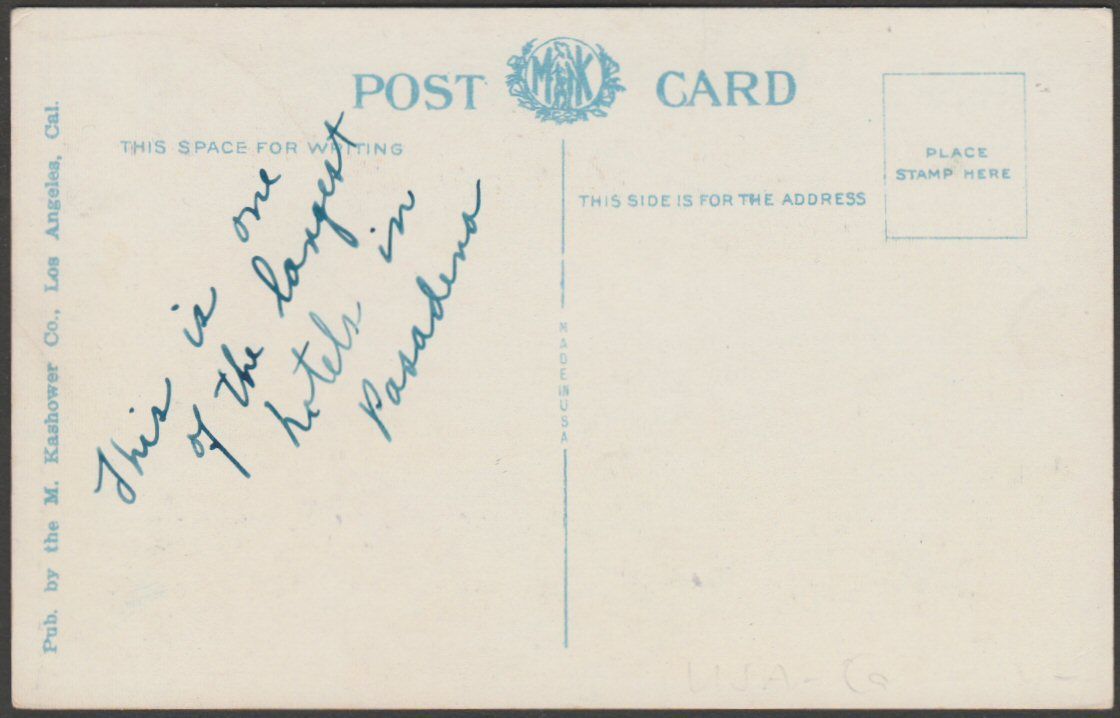 POST CARD
THIS SPACE FOR WRITING
THIS SIDE IS FOR THE ADDRESS
PLACE
STAMP HERE
This is one
of the largest
hotels in
Pasadena
MADE IN USA
Pub. by the M. Kashower Co., Los Angeles, Cal.
USA - Ca